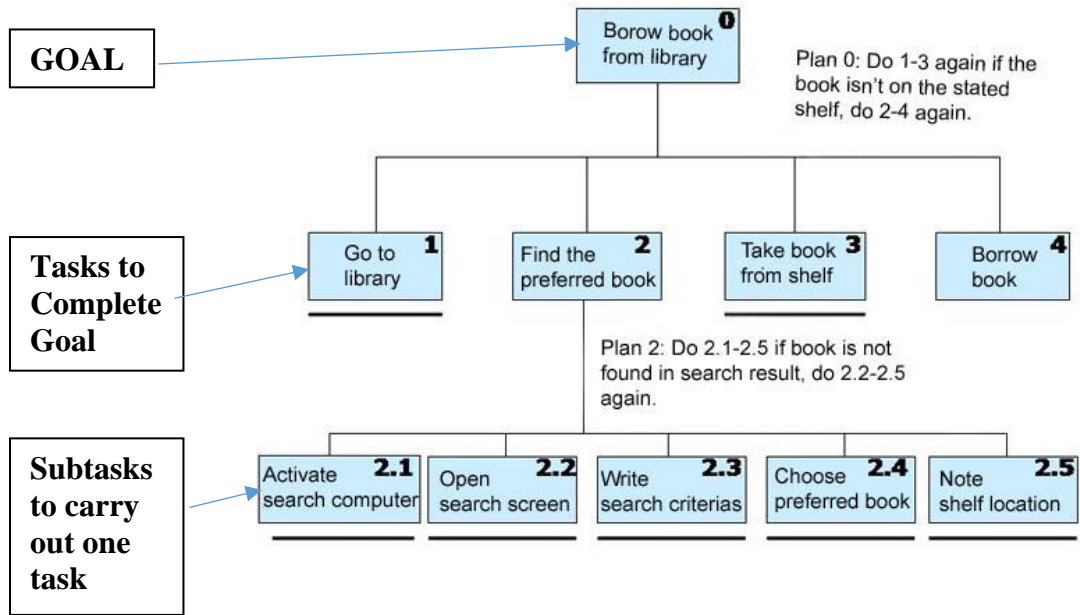 GOAL
Borow book 0
from library
Plan 0: Do 1-3 again if the
book isn't on the stated
shelf, do 2-4 again.
Tasks to
Complete
Goal
Go to 1
library
Find the 2
preferred book
Take book 3
from shelf
Borrow 4
book
Plan 2: Do 2.1-2.5 if book is not
found in search result, do 2.2-2.5
again.
Subtasks
to carry
out one
task
Activate 2.1
search computer
Open 2.2
search screen
Write 2.3
search criterias
Choose 2.4
preferred book
Note 2.5
shelf location